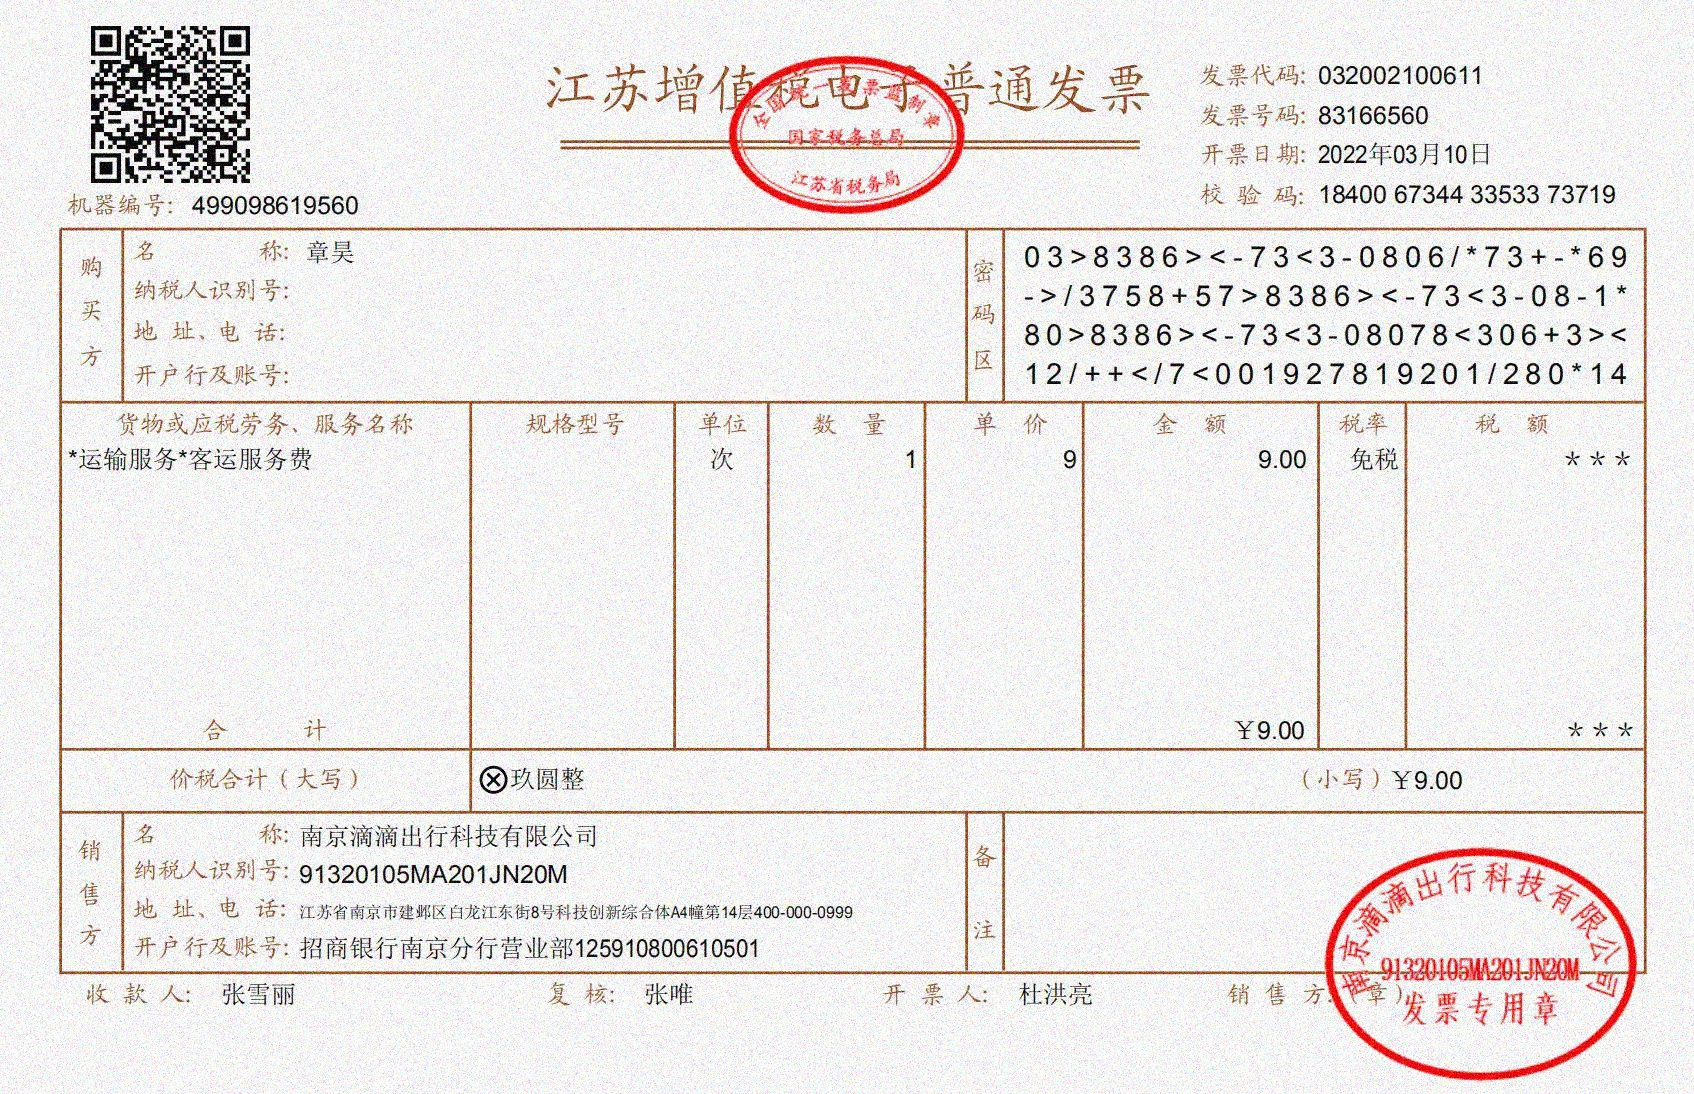 江苏增值税电子普通发票
全国统一发票监制章
国家税务总局
江苏省税务局
发票代码: 032002100611
发票号码: 83166560
开票日期: 2022年03月10日
校 验 码: 18400 67344 33533 73719
机器编号: 499098619560
购买方
名 称: 章昊
纳税人识别号:
地 址、电 话:
开户行及账号:
密码区
03>8386><-73<3-0806/*73+-*69
->/3758+57>8386><-73<3-08-1*
80>8386><-73<3-08078<306+3><
12/++</7<001927819201/280*14
货物或应税劳务、服务名称 规格型号 单位 数 量 单 价 金 额 税率 税 额
*运输服务*客运服务费 次 1 9 9.00 免税 ***
合 计 ￥9.00 ***
价税合计（大写） ⊗玖圆整 （小写）￥9.00
销售方
名 称: 南京滴滴出行科技有限公司
纳税人识别号: 91320105MA201JN20M
地 址、电 话: 江苏省南京市建邺区白龙江东街8号科技创新综合体A4幢第14层400-000-0999
开户行及账号: 招商银行南京分行营业部125910800610501
备注
收 款 人: 张雪丽 复 核: 张唯 开 票 人: 杜洪亮 销 售 方:（章）
南京滴滴出行科技有限公司
91320105MA201JN20M
发票专用章